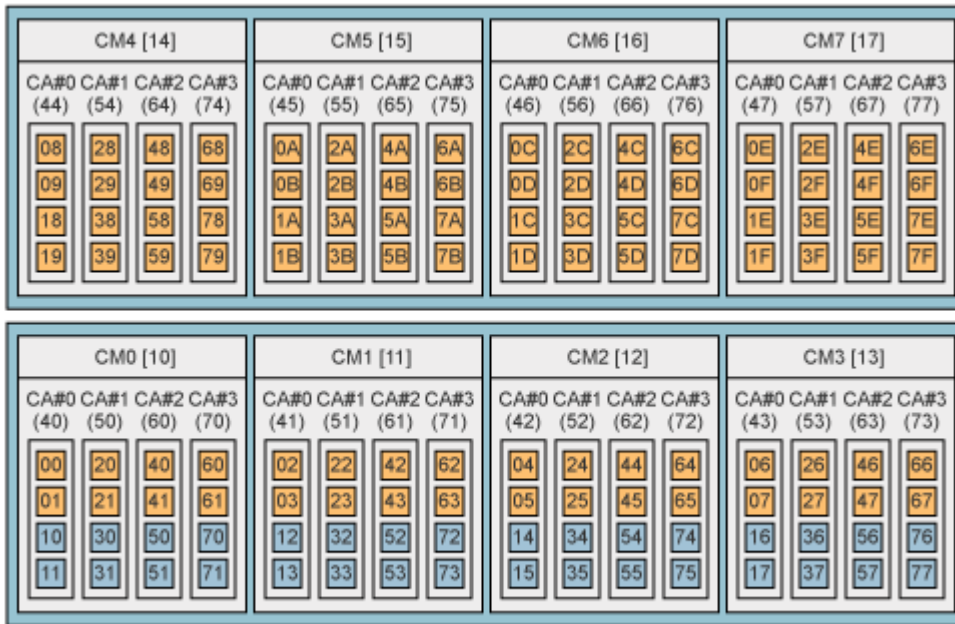 CM4 [14] CM5 [15] CM6 [16] CM7 [17]
CA#0 CA#1 CA#2 CA#3 CA#0 CA#1 CA#2 CA#3 CA#0 CA#1 CA#2 CA#3 CA#0 CA#1 CA#2 CA#3
(44) (54) (64) (74) (45) (55) (65) (75) (46) (56) (66) (76) (47) (57) (67) (77)
08 28 48 68 0A 2A 4A 6A 0C 2C 4C 6C 0E 2E 4E 6E
09 29 49 69 0B 2B 4B 6B 0D 2D 4D 6D 0F 2F 4F 6F
18 38 58 78 1A 3A 5A 7A 1C 3C 5C 7C 1E 3E 5E 7E
19 39 59 79 1B 3B 5B 7B 1D 3D 5D 7D 1F 3F 5F 7F
CM0 [10] CM1 [11] CM2 [12] CM3 [13]
CA#0 CA#1 CA#2 CA#3 CA#0 CA#1 CA#2 CA#3 CA#0 CA#1 CA#2 CA#3 CA#0 CA#1 CA#2 CA#3
(40) (50) (60) (70) (41) (51) (61) (71) (42) (52) (62) (72) (43) (53) (63) (73)
00 20 40 60 02 22 42 62 04 24 44 64 06 26 46 66
01 21 41 61 03 23 43 63 05 25 45 65 07 27 47 67
10 30 50 70 12 32 52 72 14 34 54 74 16 36 56 76
11 31 51 71 13 33 53 73 15 35 55 75 17 37 57 77